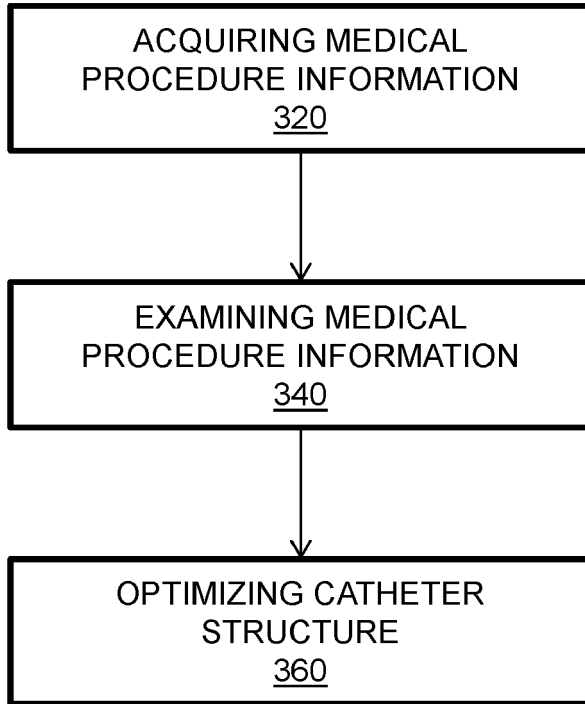 ACQUIRING MEDICAL
PROCEDURE INFORMATION
320
EXAMINING MEDICAL
PROCEDURE INFORMATION
340
OPTIMIZING CATHETER
STRUCTURE
360